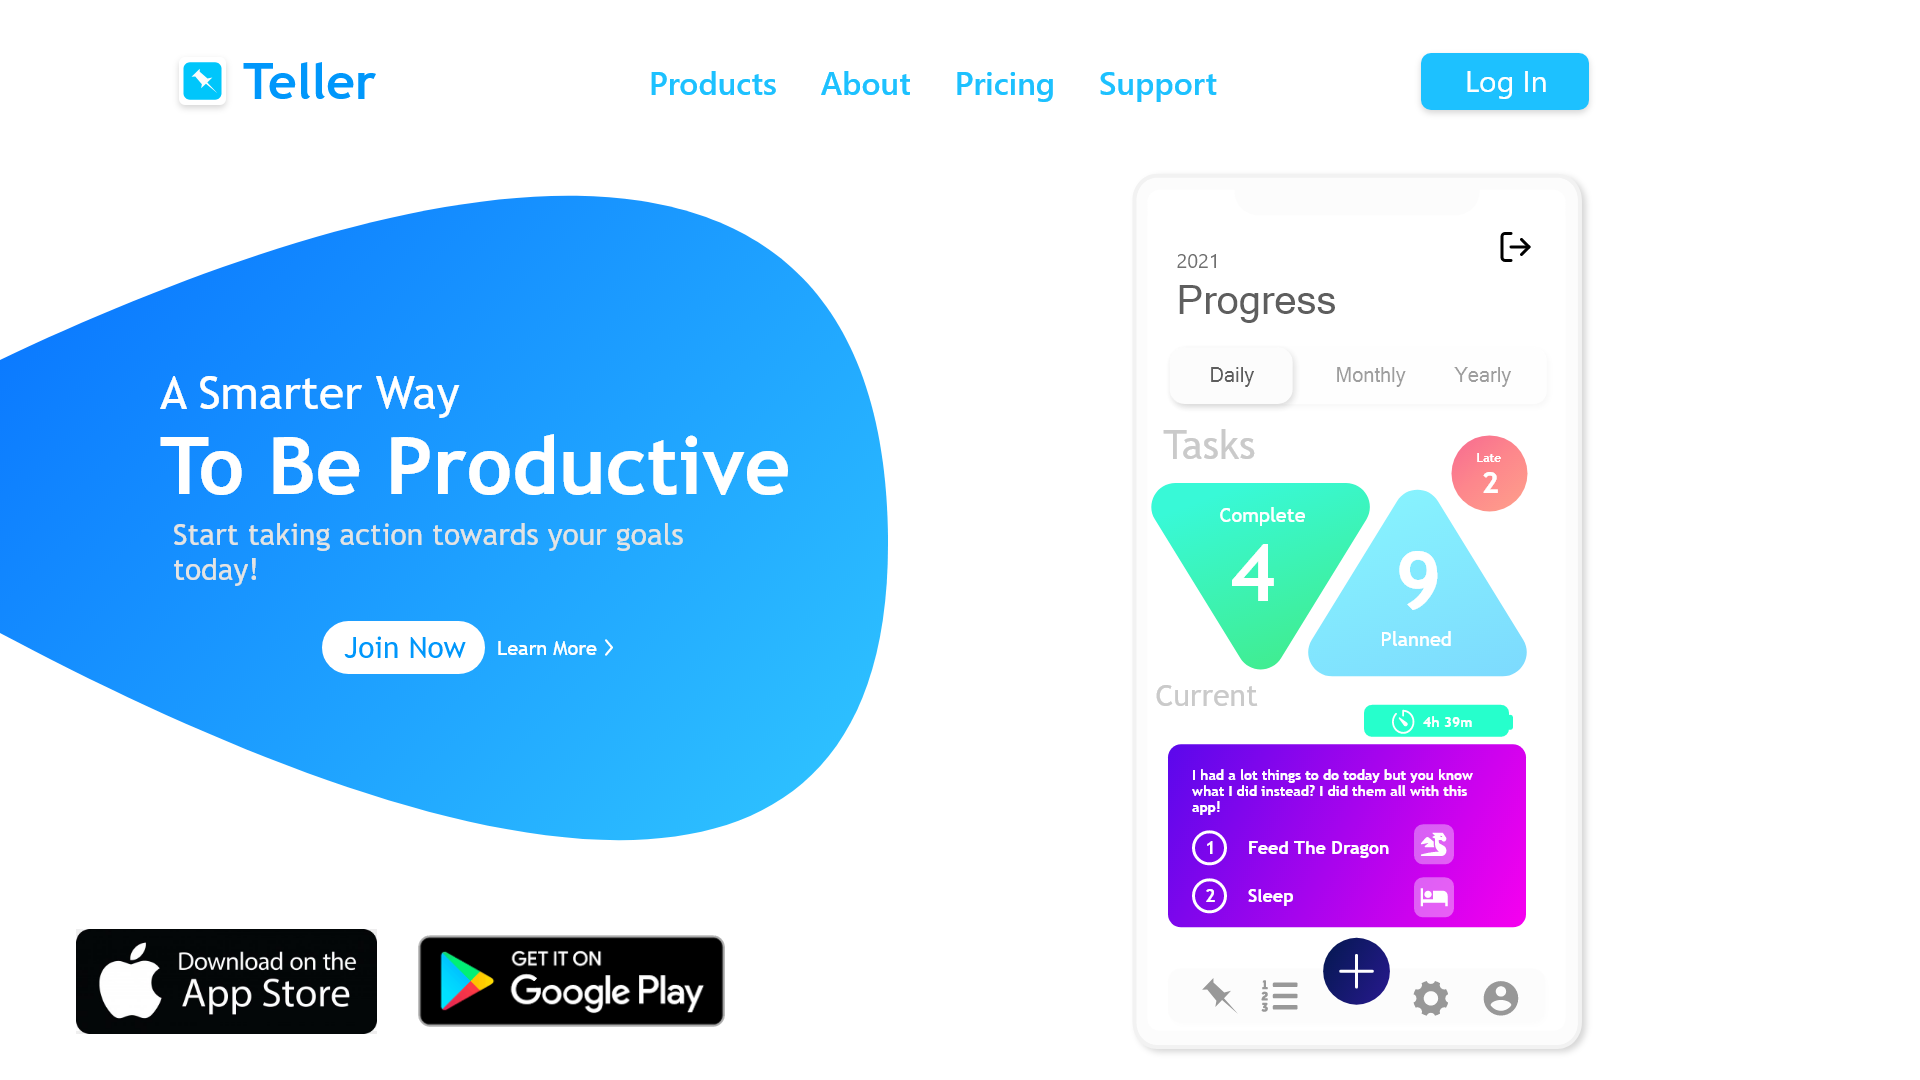 Teller
Products About Pricing Support
Log In
A Smarter Way
To Be Productive
Start taking action towards your goals
today!
Join Now
Learn More
Download on the
App Store
GET IT ON
Google Play
2021
Progress
Daily Monthly Yearly
Tasks
Late
2
Complete
4
9
Planned
Current
4h 39m
I had a lot things to do today but you know
what I did instead? I did them all with this
app!
1 Feed The Dragon
2 Sleep
1
2
3